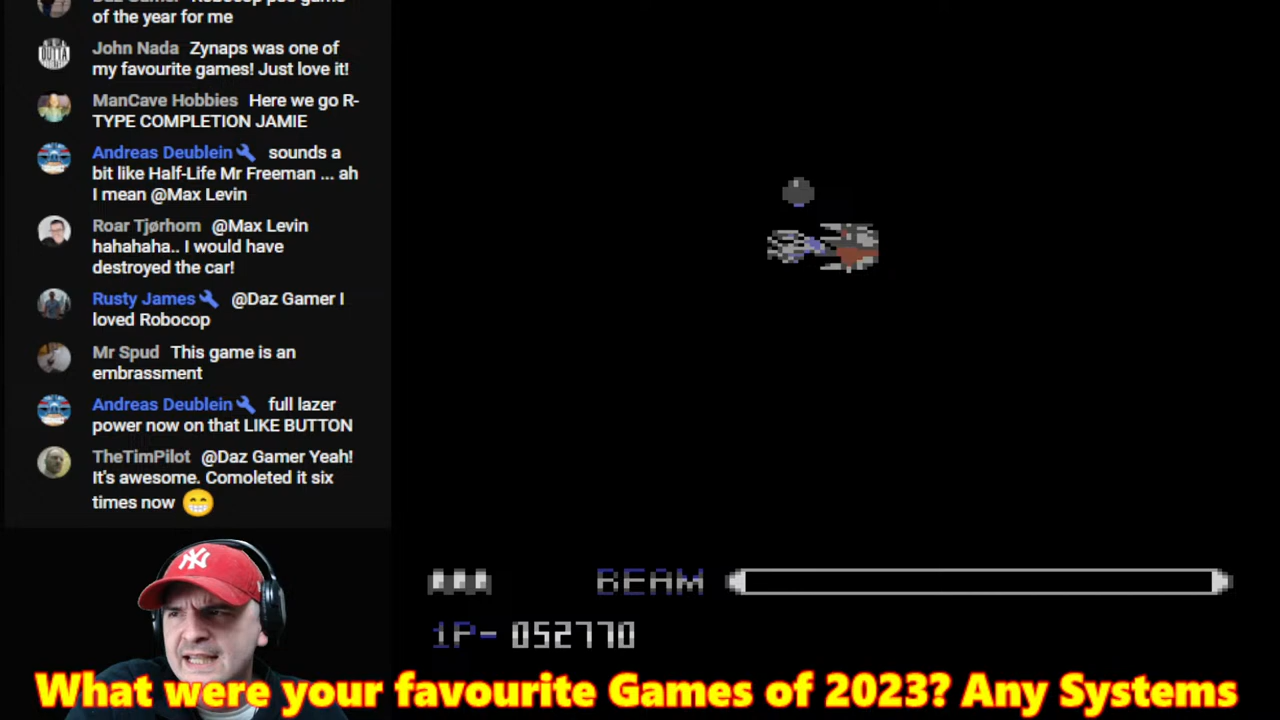 of the year for me
John Nada Zynaps was one of
my favourite games! Just love it!
ManCave Hobbies Here we go R-
TYPE COMPLETION JAMIE
Andreas Deublein sounds a
bit like Half-Life Mr Freeman ... ah
I mean @Max Levin
Roar Tjørhom @Max Levin
hahahaha.. I would have
destroyed the car!
Rusty James @Daz Gamer I
loved Robocop
Mr Spud This game is an
embrassment
Andreas Deublein full lazer
power now on that LIKE BUTTON
TheTimPilot @Daz Gamer Yeah!
It's awesome. Comoleted it six
times now 😁
NY
BEAM
1P- 052770
What were your favourite Games of 2023? Any Systems